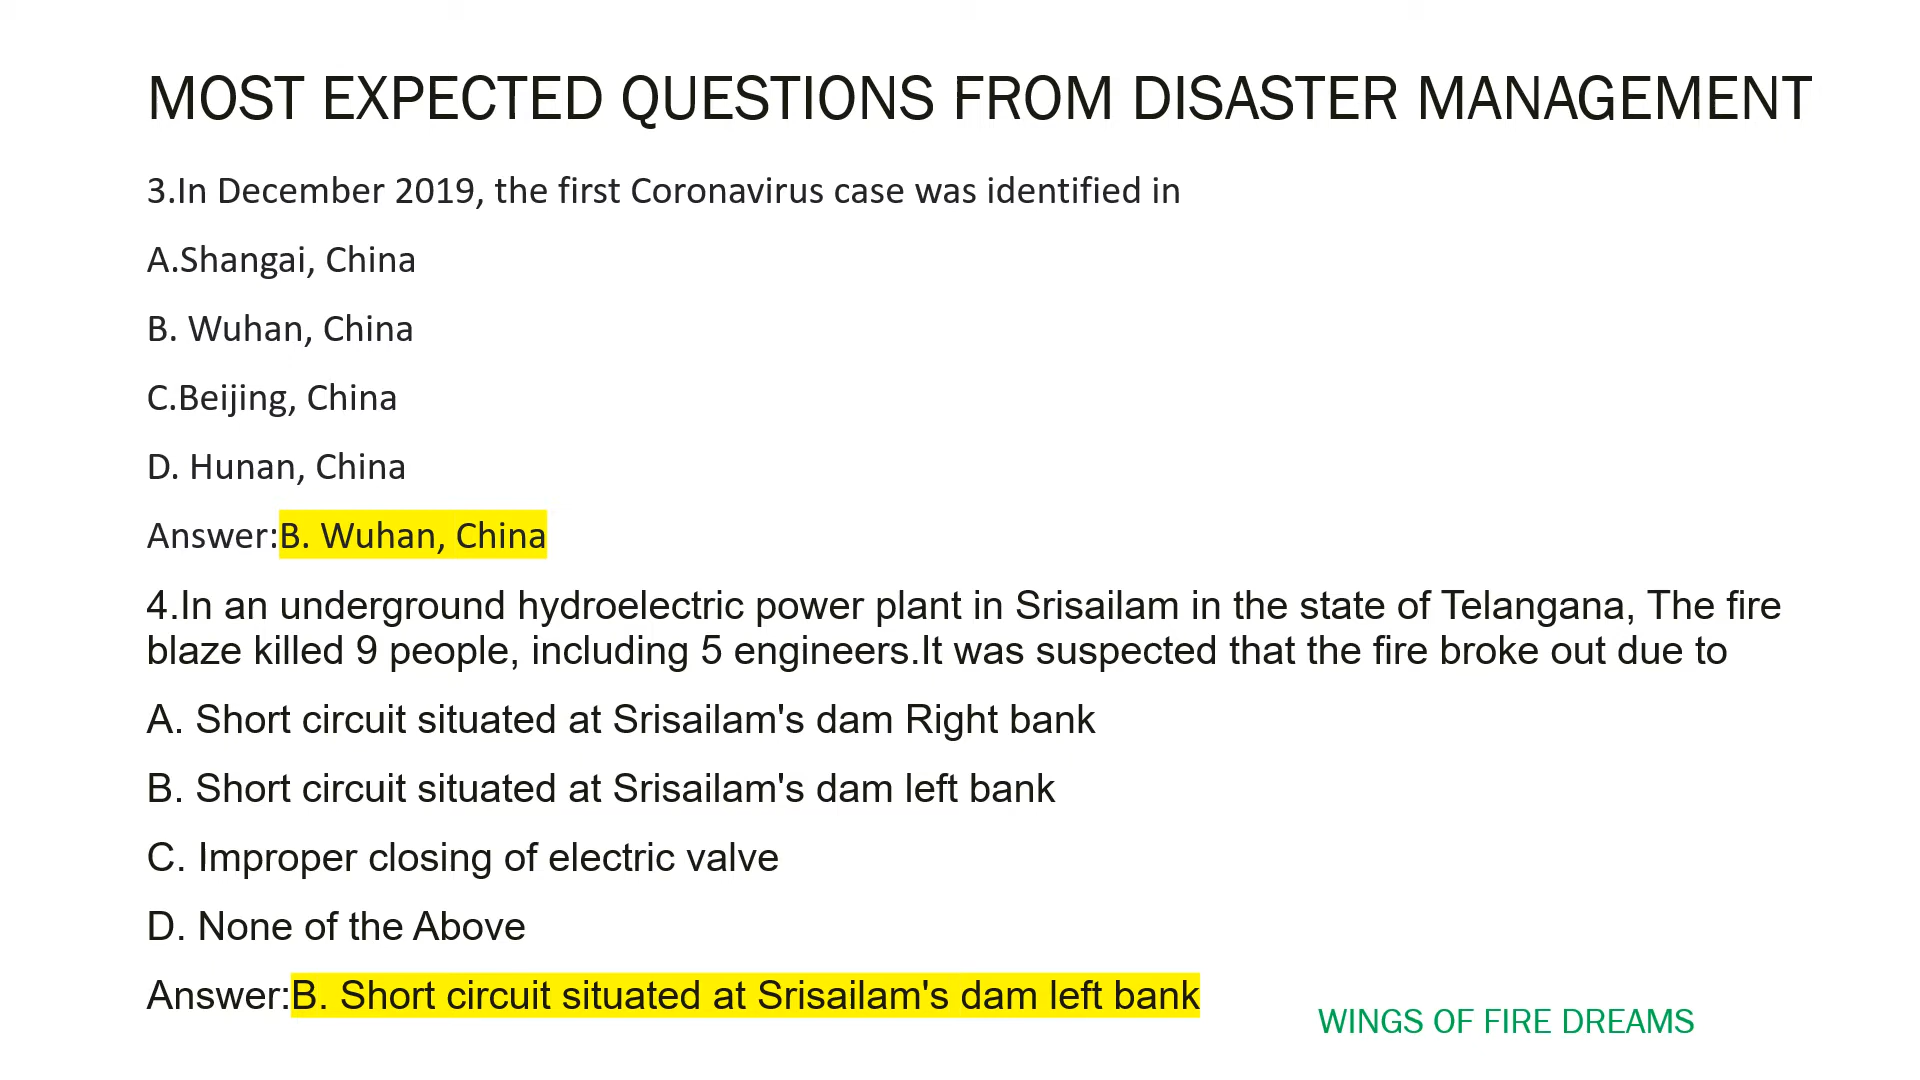 MOST EXPECTED QUESTIONS FROM DISASTER MANAGEMENT
3.In December 2019, the first Coronavirus case was identified in
A.Shangai, China
B. Wuhan, China
C.Beijing, China
D. Hunan, China
Answer:B. Wuhan, China
4.In an underground hydroelectric power plant in Srisailam in the state of Telangana, The fire
blaze killed 9 people, including 5 engineers.It was suspected that the fire broke out due to
A. Short circuit situated at Srisailam's dam Right bank
B. Short circuit situated at Srisailam's dam left bank
C. Improper closing of electric valve
D. None of the Above
Answer:B. Short circuit situated at Srisailam's dam left bank
WINGS OF FIRE DREAMS